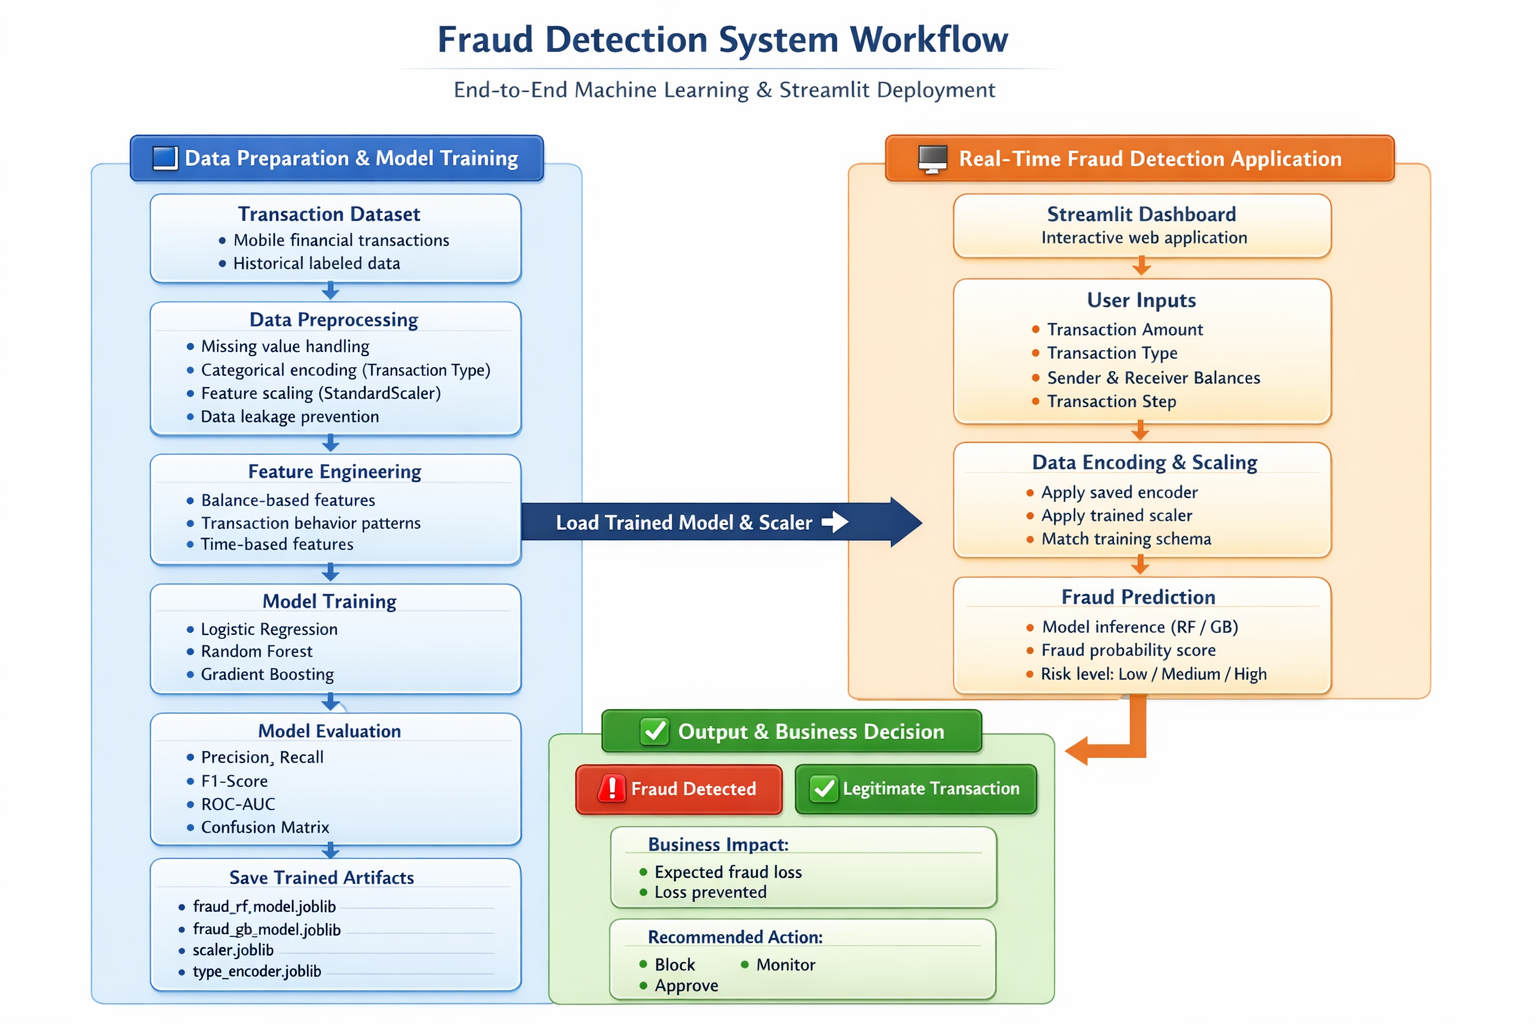 Fraud Detection System Workflow
End-to-End Machine Learning & Streamlit Deployment
Data Preparation & Model Training
Transaction Dataset
• Mobile financial transactions
• Historical labeled data
Data Preprocessing
• Missing value handling
• Categorical encoding (Transaction Type)
• Feature scaling (StandardScaler)
• Data leakage prevention
Feature Engineering
• Balance-based features
• Transaction behavior patterns
• Time-based features
Model Training
• Logistic Regression
• Random Forest
• Gradient Boosting
Model Evaluation
• Precision, Recall
• F1-Score
• ROC-AUC
• Confusion Matrix
Save Trained Artifacts
• fraud_rf,model.joblib
• fraud_gb_model.joblib
• scaler.joblib
• type_encoder.joblib
Load Trained Model & Scaler
Real-Time Fraud Detection Application
Streamlit Dashboard
Interactive web application
User Inputs
• Transaction Amount
• Transaction Type
• Sender & Receiver Balances
• Transaction Step
Data Encoding & Scaling
• Apply saved encoder
• Apply trained scaler
• Match training schema
Fraud Prediction
• Model inference (RF / GB)
• Fraud probability score
• Risk level: Low / Medium / High
Output & Business Decision
Fraud Detected
Legitimate Transaction
Business Impact:
• Expected fraud loss
• Loss prevented
Recommended Action:
• Block • Monitor
• Approve